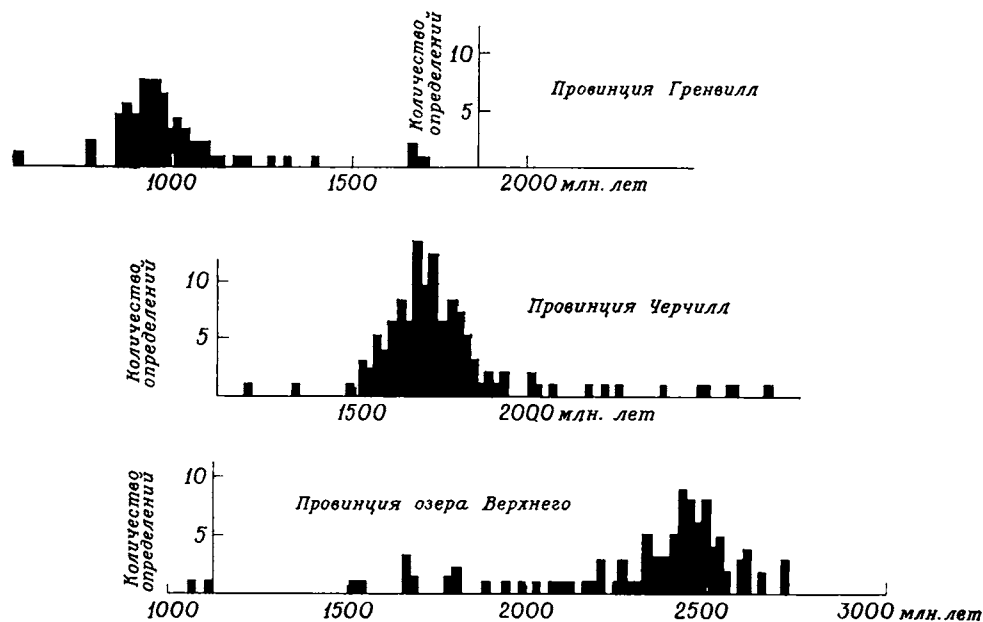 Количество
определений
10
5
Провинция Гренвилл
1000 1500 2000 млн. лет
Количество
определений
10
5
Провинция Черчилл
1500 2000 млн. лет
Количество
определений
10
5
Провинция озера Верхнего
1000 1500 2000 2500 3000 млн. лет